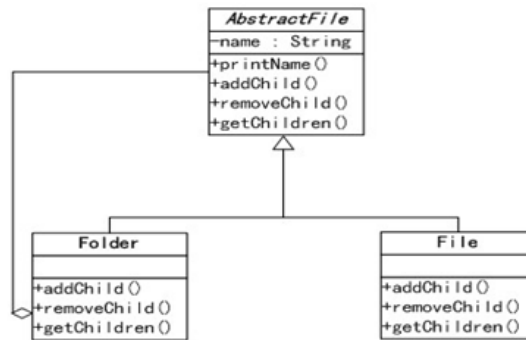 AbstractFile
-name : String
+printName()
+addChild()
+removeChild()
+getChildren()
Folder
+addChild()
+removeChild()
+getChildren()
File
+addChild()
+removeChild()
+getChildren()